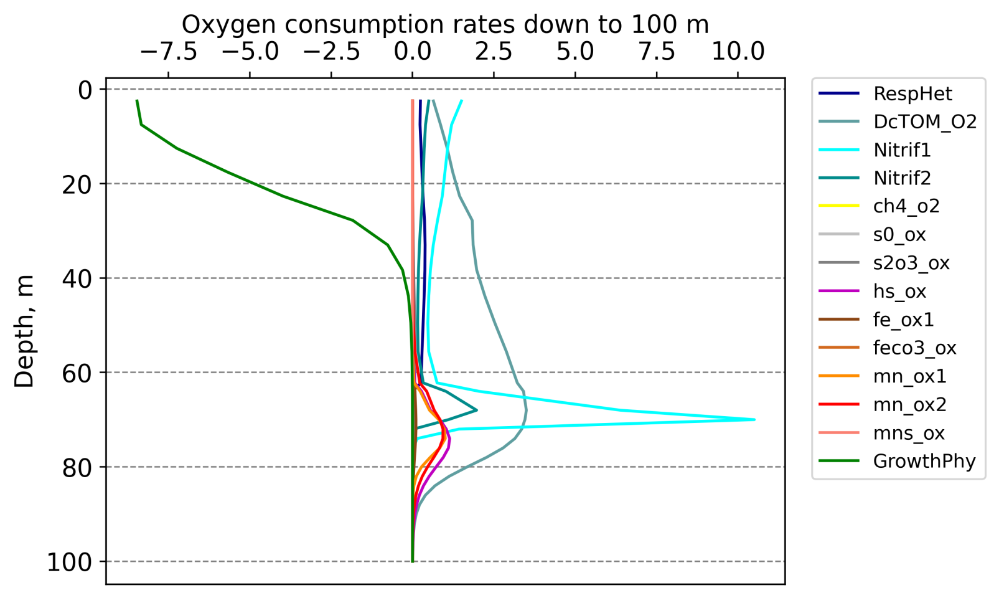 Oxygen consumption rates down to 100 m
−7.5 −5.0 −2.5 0.0 2.5 5.0 7.5 10.0
0
20
40
60
80
100
Depth, m
RespHet
DcTOM_O2
Nitrif1
Nitrif2
ch4_o2
s0_ox
s2o3_ox
hs_ox
fe_ox1
feco3_ox
mn_ox1
mn_ox2
mns_ox
GrowthPhy